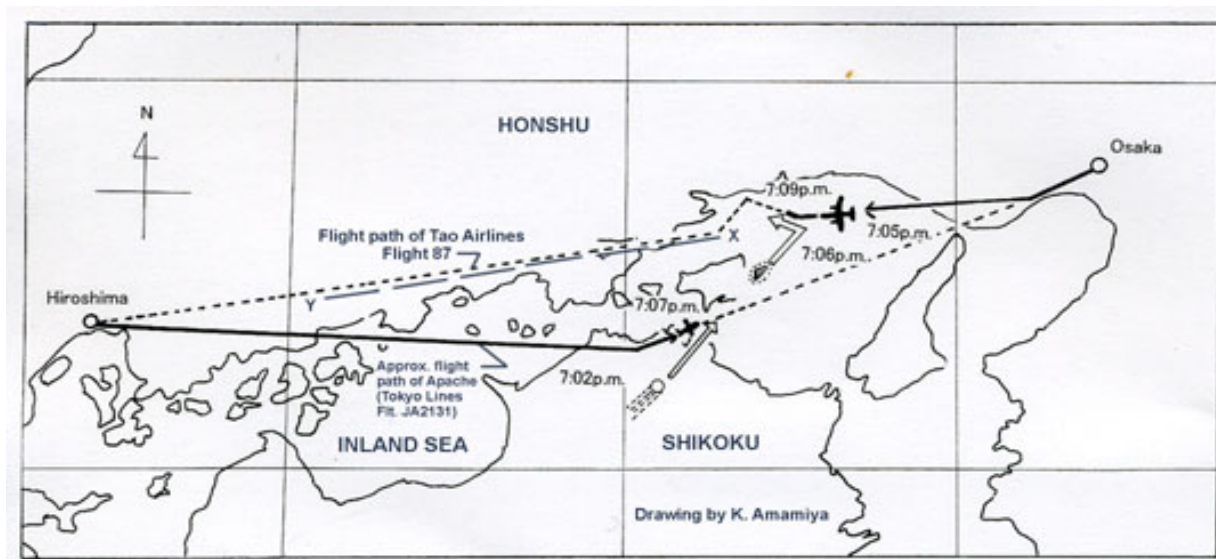 N
HONSHU
Osaka
7:09p.m.
7:05p.m.
Flight path of Tao Airlines
Flight 87
X
7:06p.m.
Hiroshima
Y
7:07p.m.
Approx. flight
path of Apache
(Tokyo Lines
Flt. JA2131)
7:02p.m.
INLAND SEA
SHIKOKU
Drawing by K. Amamiya